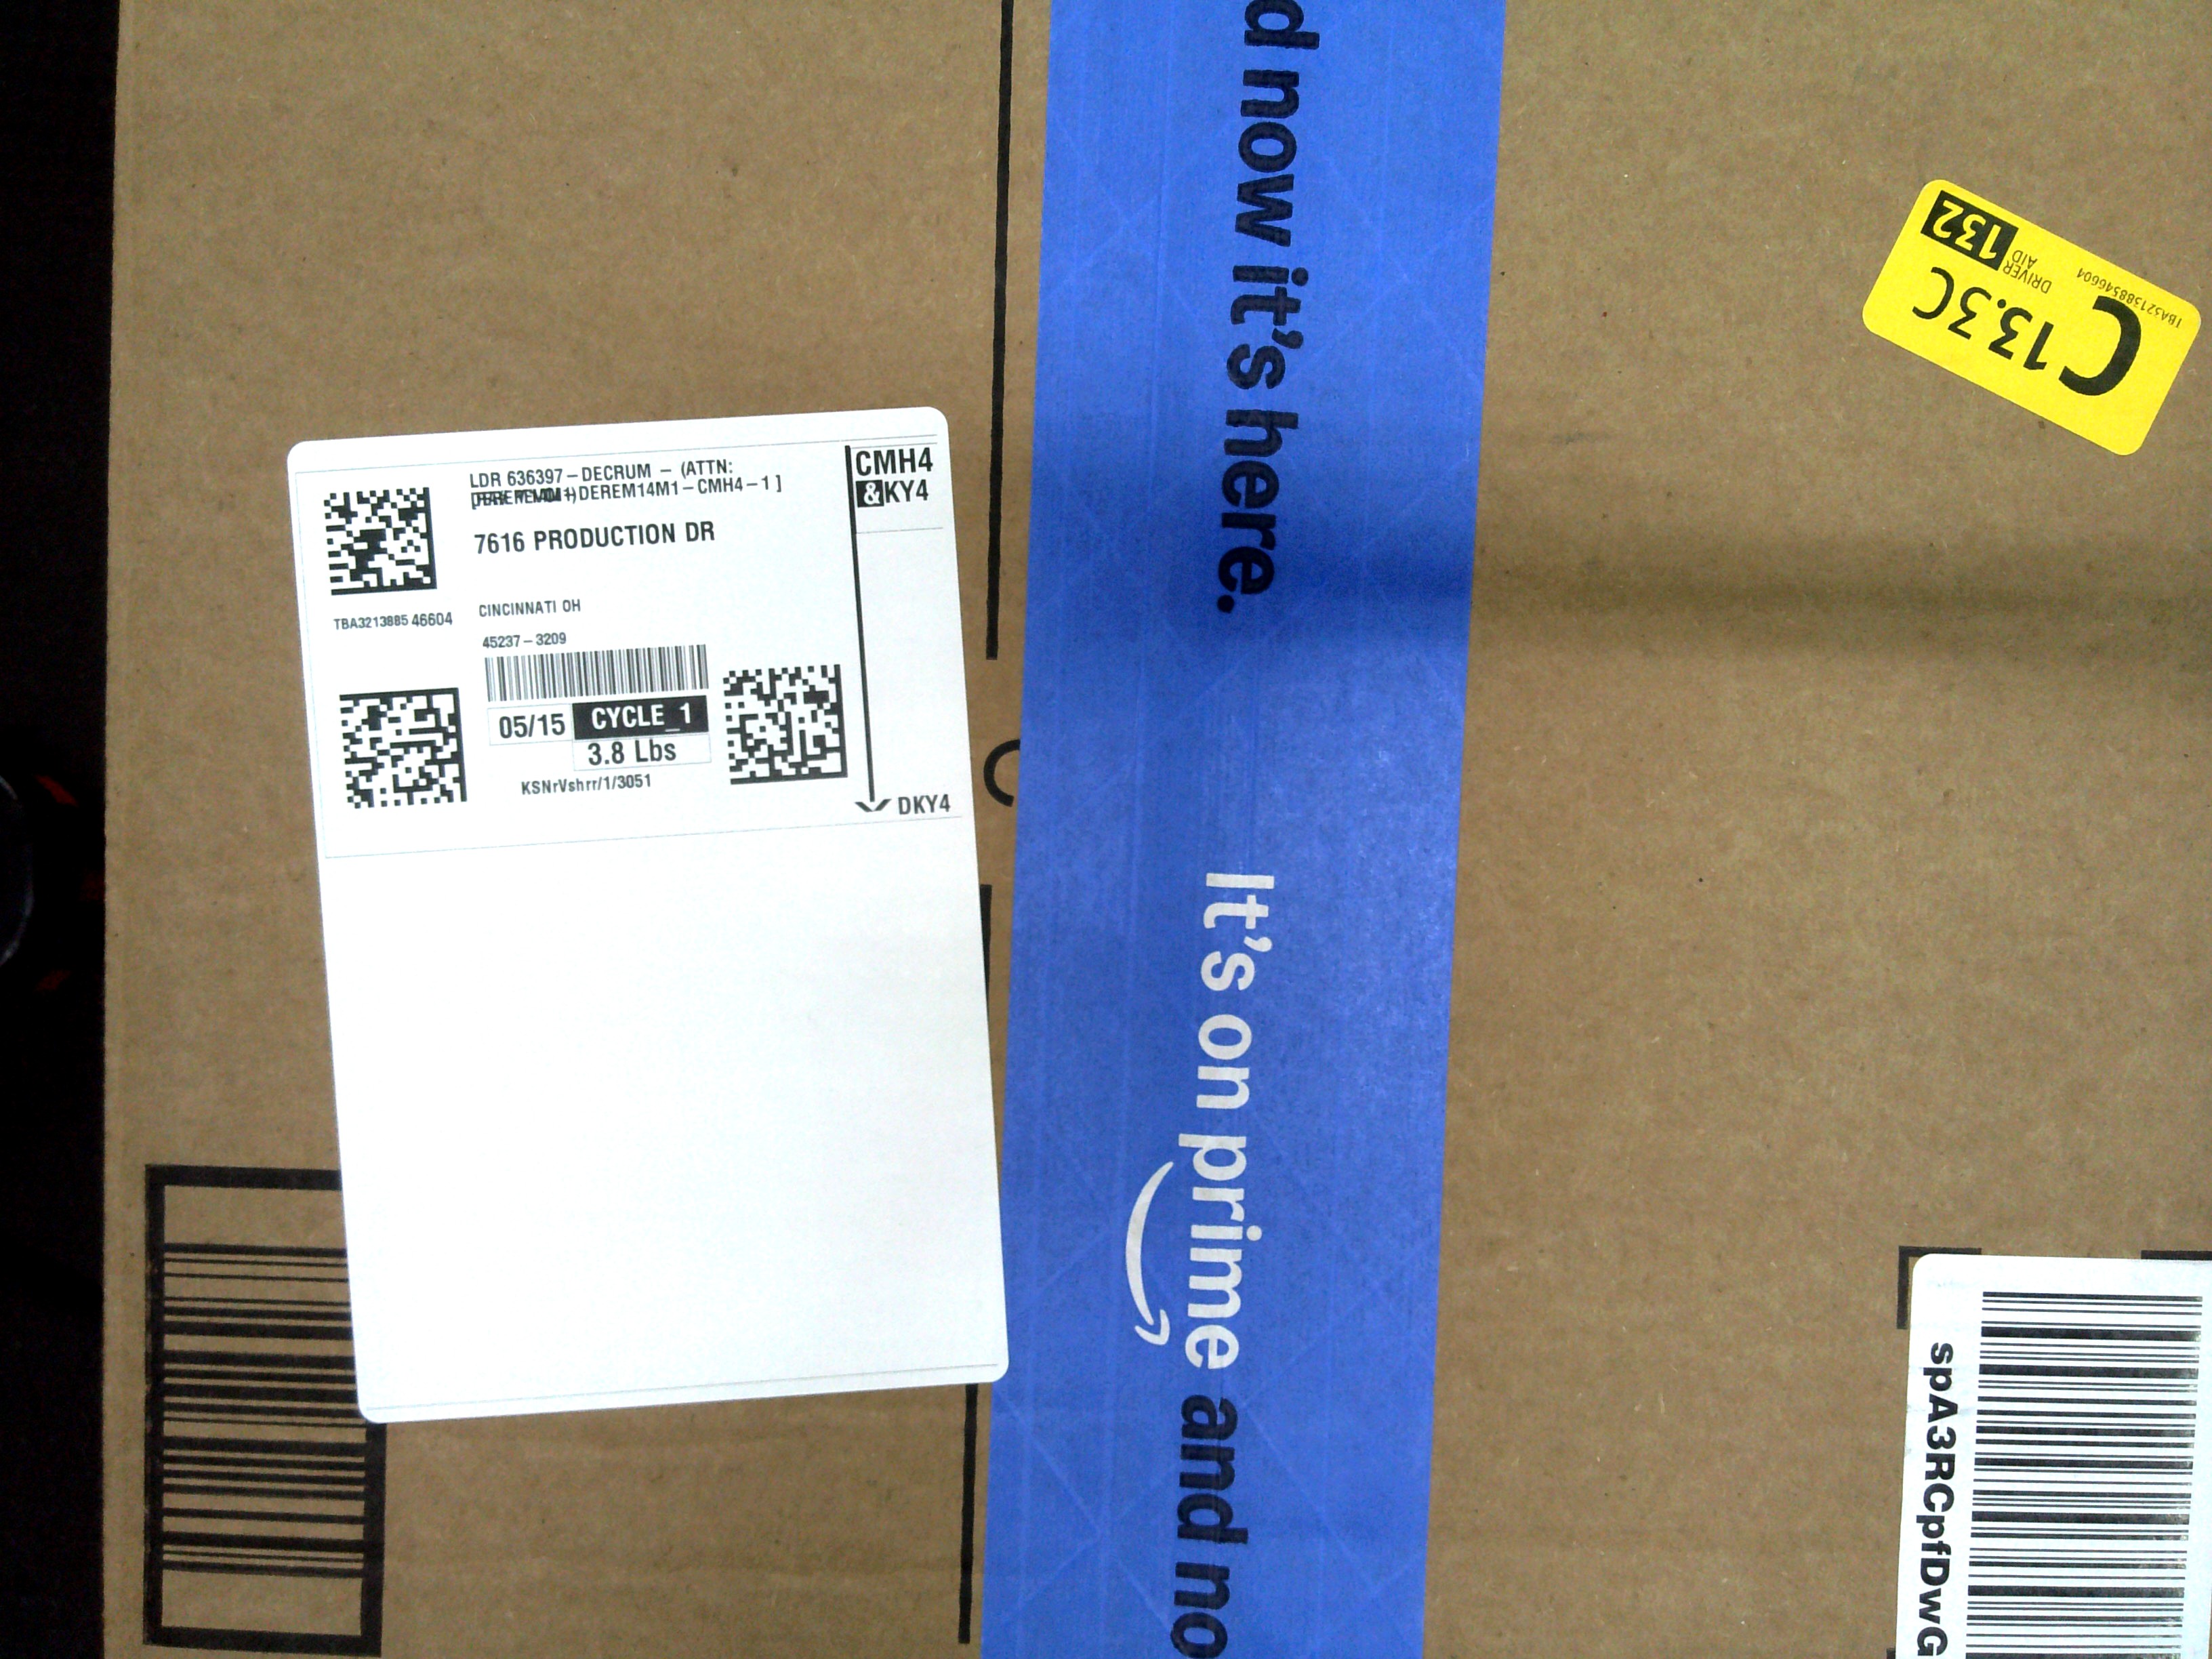 LDR 636397-DECRUM - (ATTN:
DEREM14M1-CMH4-1 ]
7616 PRODUCTION DR
CINCINNATI OH
45237-3209
TBA3213885 46604
05/15 CYCLE_1
3.8 Lbs
KSNrVshrr/1/3051
CMH4
&KY4
DKY4
d now it's here.
It's on prime and no
132
DRIVER
AID
TBA321388546604
C 13.3C
spA3RCpfDwG